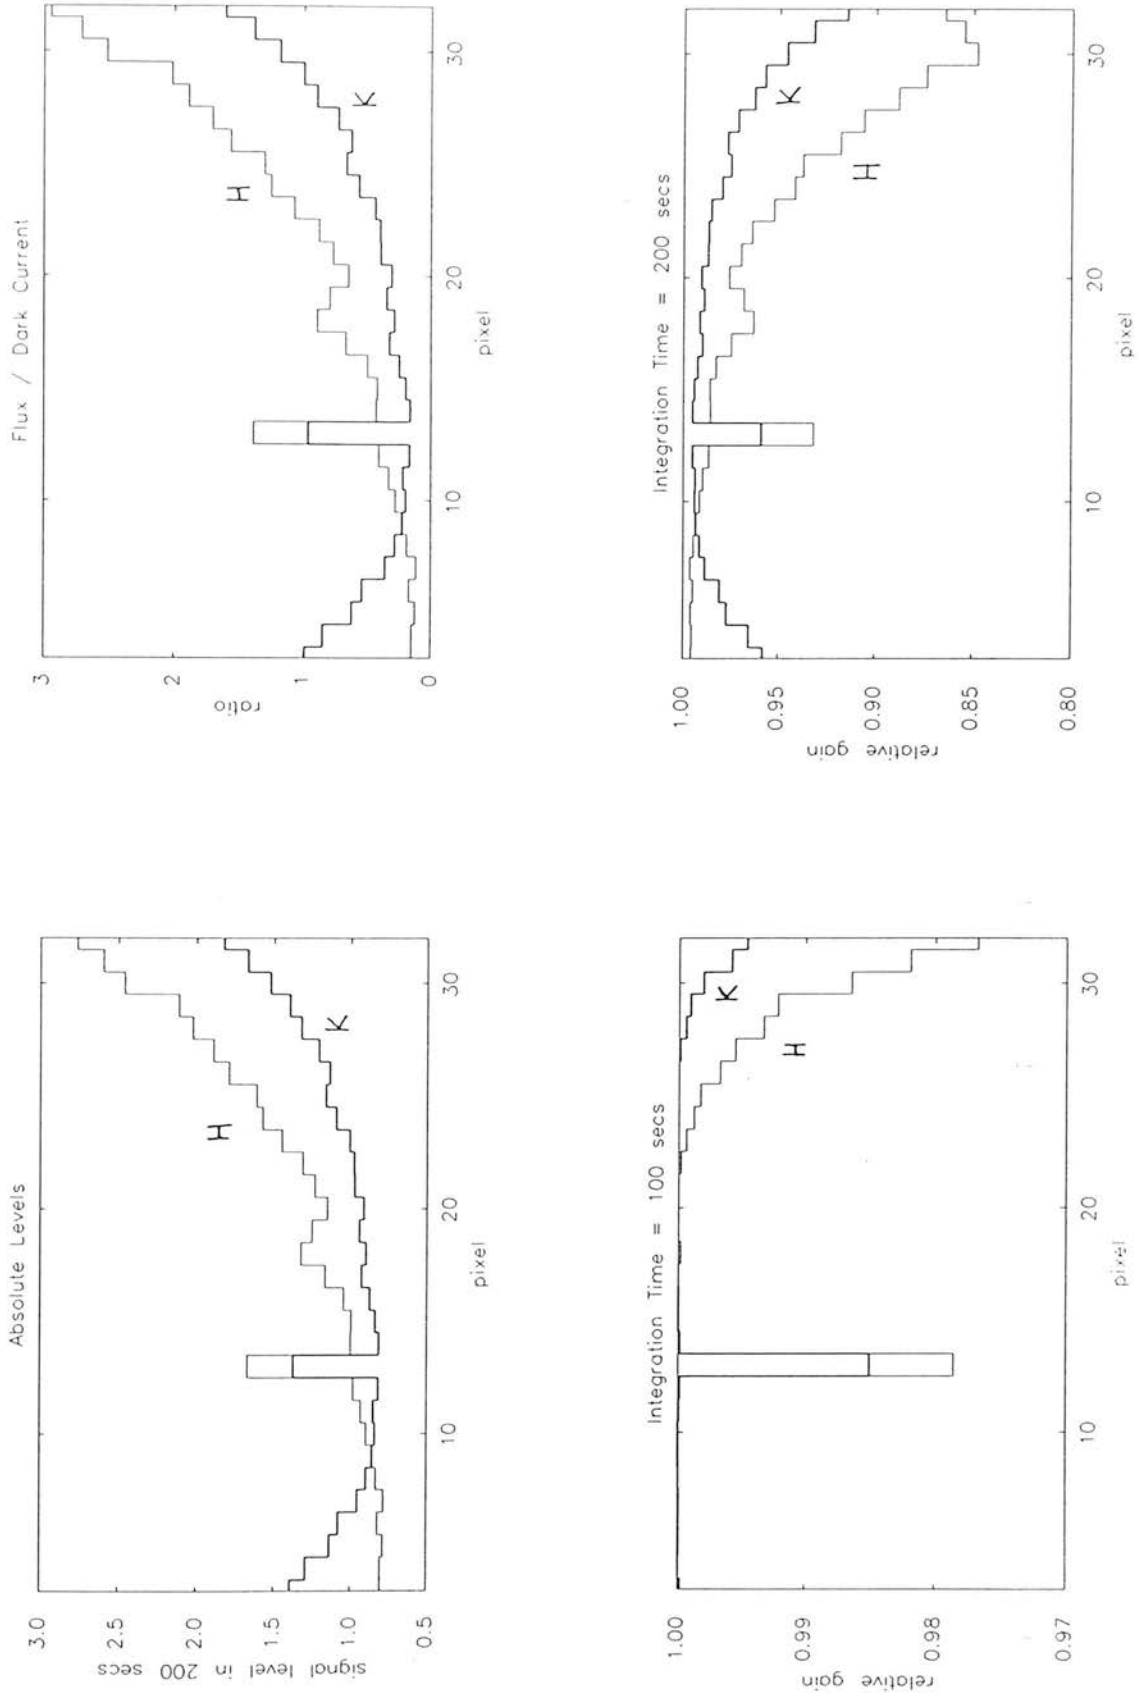 Absolute Levels
signal level in 200 secs
3.0
2.5
2.0
1.5
1.0
0.5
H
K
10
20
30
pixel
Flux / Dark Current
ratio
3
2
1
0
H
K
10
20
30
pixel
Integration Time = 100 secs
relative gain
1.00
0.99
0.98
0.97
K
H
10
20
30
pixel
Integration Time = 200 secs
relative gain
1.00
0.95
0.90
0.85
0.80
K
H
10
20
30
pixel